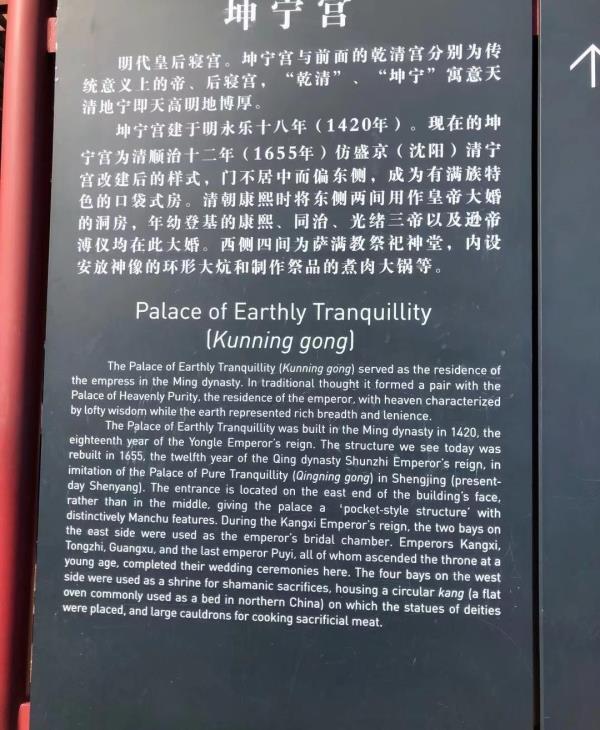 坤宁宫
明代皇后寝宫。坤宁宫与前面的乾清宫分别为传
统意义上的帝、后寝宫，“乾清”、“坤宁”寓意天
清地宁即天高明地博厚。
坤宁宫建于明永乐十八年（1420年）。现在的坤
宁宫为清顺治十二年（1655年）仿盛京（沈阳）清宁
宫改建后的样式，门不居中而偏东侧，成为有满族特
色的口袋式房。清朝康熙时将东侧两间用作皇帝大婚
的洞房，年幼登基的康熙、同治、光绪三帝以及逊帝
溥仪均在此大婚。西侧四间为萨满教祭祀神堂，内设
安放神像的环形大炕和制作祭品的煮肉大锅等。
Palace of Earthly Tranquillity
(Kunning gong)
The Palace of Earthly Tranquillity (Kunning gong) served as the residence of
the empress in the Ming dynasty. In traditional thought it formed a pair with the
Palace of Heavenly Purity, the residence of the emperor, with heaven characterized
by lofty wisdom while the earth represented rich breadth and lenience.
The Palace of Earthly Tranquillity was built in the Ming dynasty in 1420, the
eighteenth year of the Yongle Emperor's reign. The structure we see today was
rebuilt in 1655, the twelfth year of the Qing dynasty Shunzhi Emperor's reign, in
imitation of the Palace of Pure Tranquility (Qingning gong) in Shengjing (present-
day Shenyang). The entrance is located on the east end of the building's face,
rather than in the middle, giving the palace a 'pocket-style structure' with
distinctively Manchu features. During the Kangxi Emperor's reign, the two bays on
the east side were used as the emperor's bridal chamber. Emperors Kangxi,
Tongzhi, Guangxu, and the last emperor Puyi, all of whom ascended the throne at a
young age, completed their wedding ceremonies here. The four bays on the west
side were used as a shrine for shamanic sacrifices, housing a circular kang (a flat
oven commonly used as a bed in northern China) on which the statues of deities
were placed, and large cauldrons for cooking sacrificial meat.